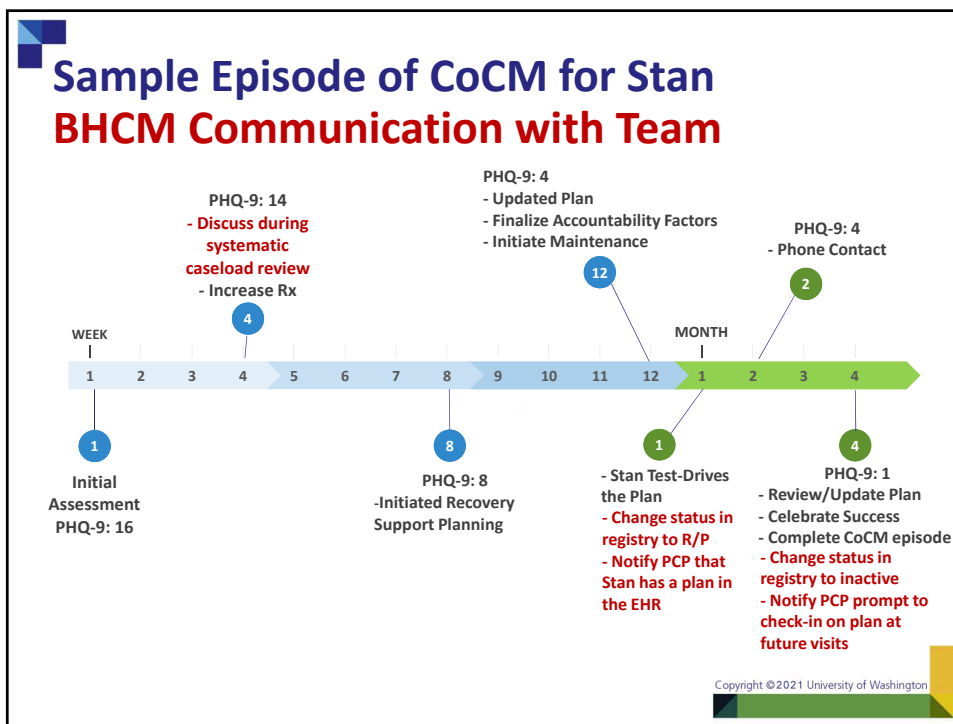 Sample Episode of CoCM for Stan
BHCM Communication with Team
PHQ-9: 14
- Discuss during
systematic
caseload review
- Increase Rx
4
PHQ-9: 4
- Updated Plan
- Finalize Accountability Factors
- Initiate Maintenance
12
PHQ-9: 4
- Phone Contact
2
WEEK
MONTH
1 2 3 4 5 6 7 8 9 10 11 12 1 2 3 4
1
Initial
Assessment
PHQ-9: 16
8
PHQ-9: 8
-Initiated Recovery
Support Planning
1
- Stan Test-Drives
the Plan
- Change status in
registry to R/P
- Notify PCP that
Stan has a plan in
the EHR
4
PHQ-9: 1
- Review/Update Plan
- Celebrate Success
- Complete CoCM episode
- Change status in
registry to inactive
- Notify PCP prompt to
check-in on plan at
future visits
Copyright ©2021 University of Washington